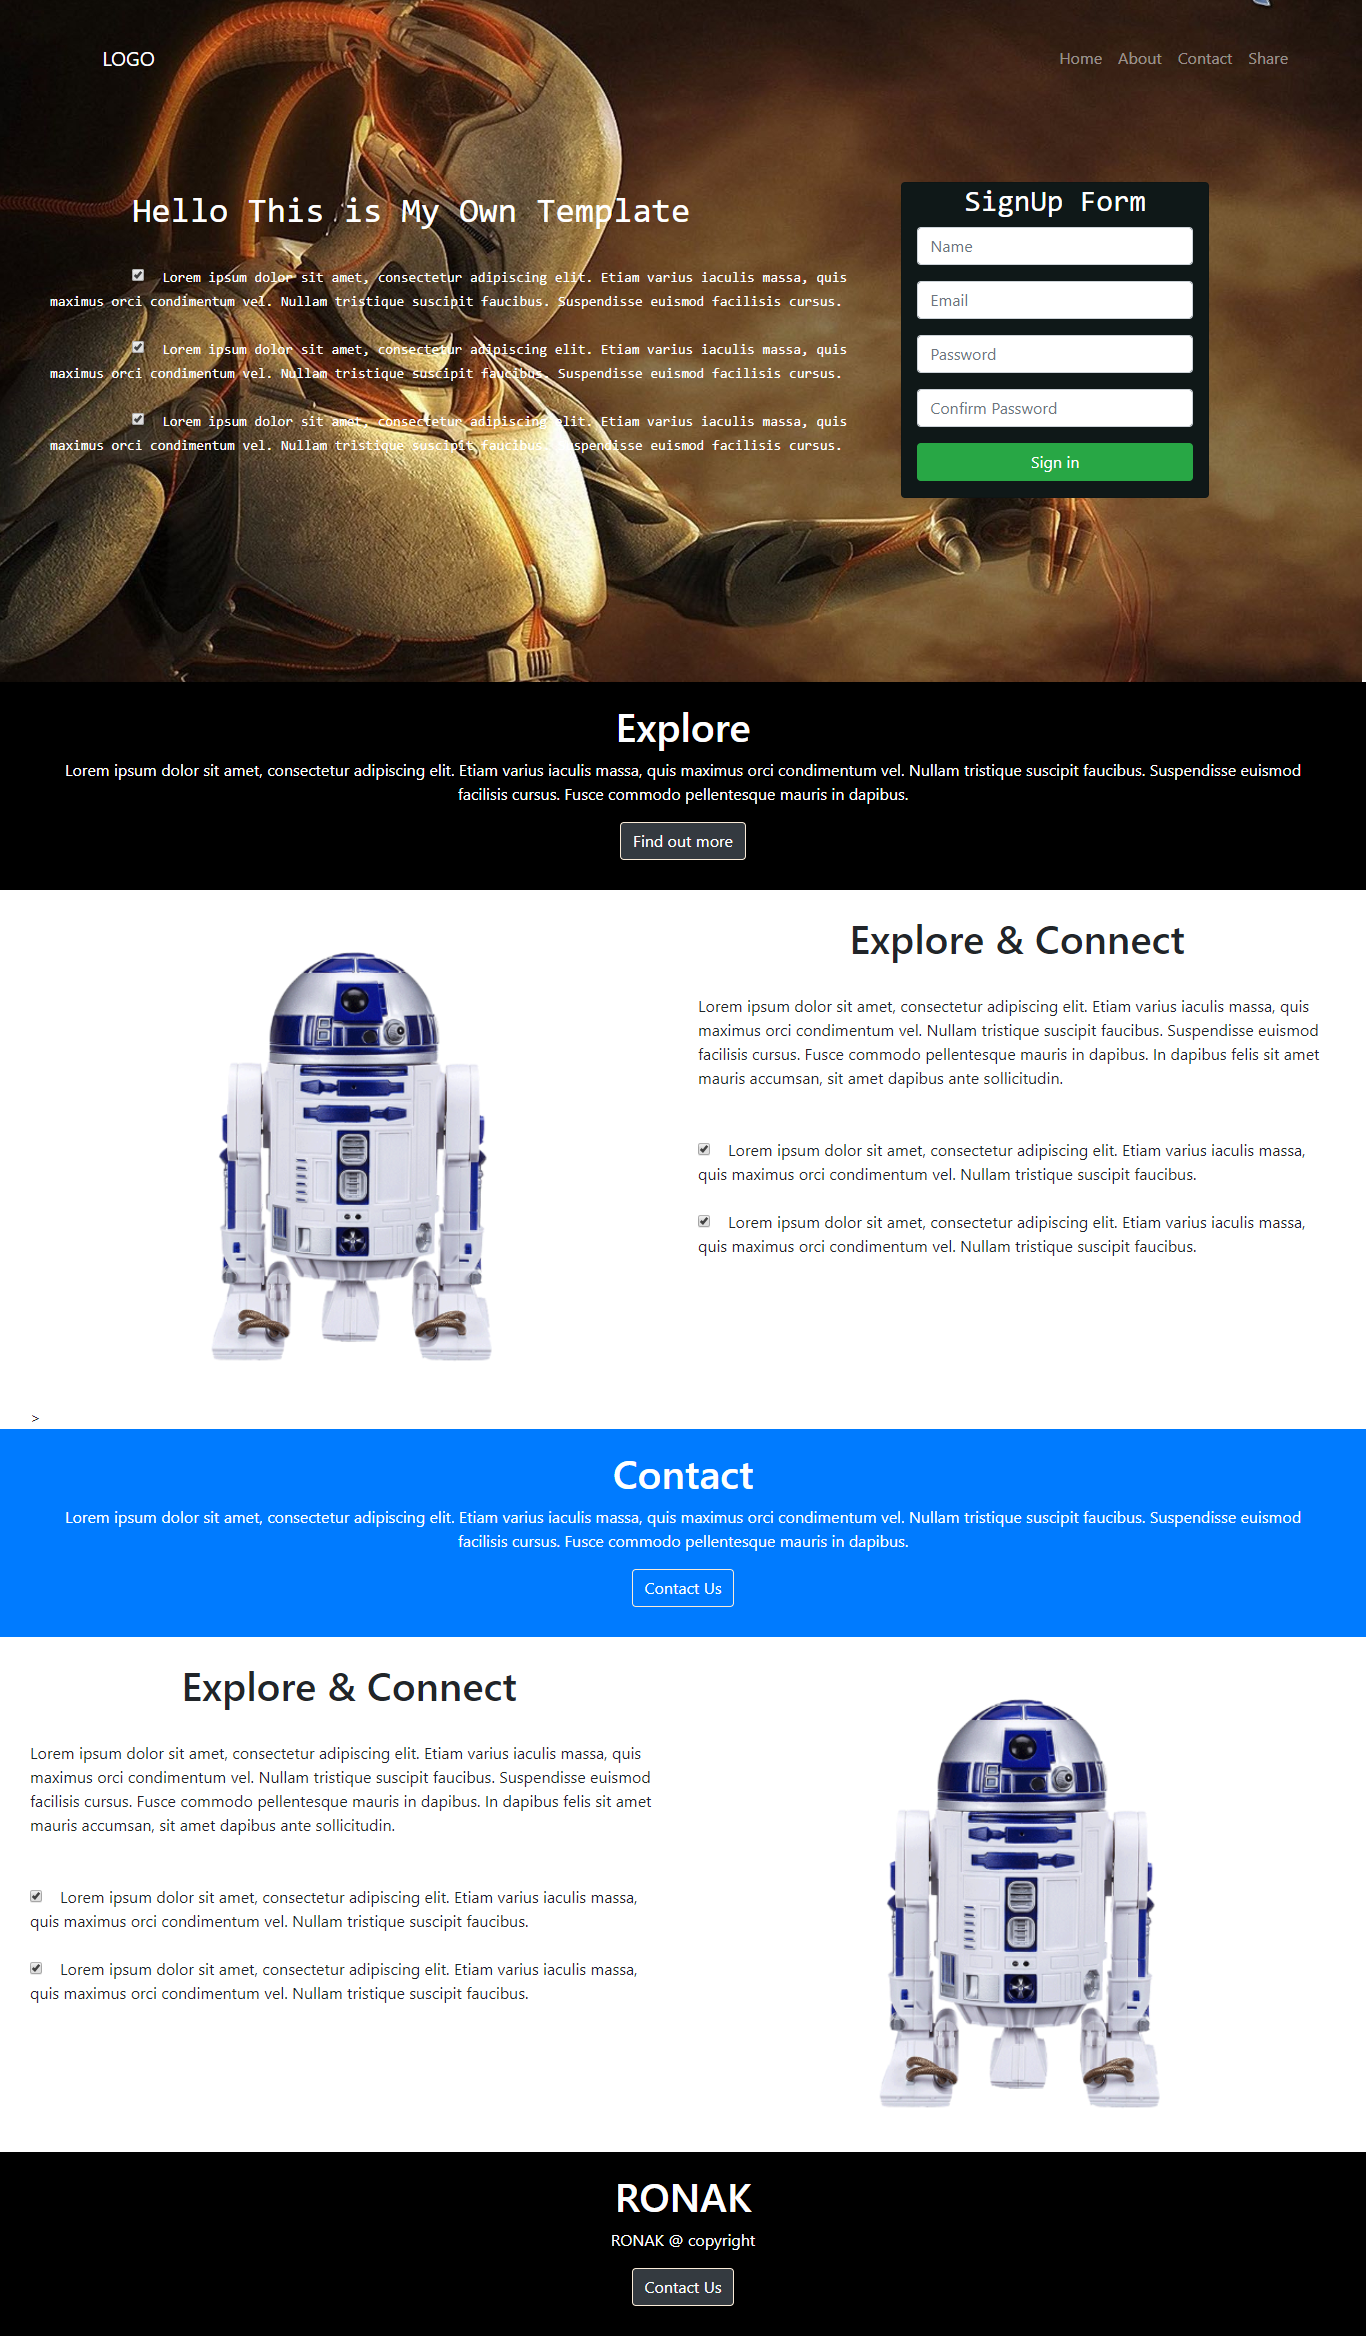 LOGO
Home About Contact Share
Hello This is My Own Template
Lorem ipsum dolor sit amet, consectetur adipiscing elit. Etiam varius iaculis massa, quis
maximus orci condimentum vel. Nullam tristique suscipit faucibus. Suspendisse euismod facilisis cursus.
Lorem ipsum dolor sit amet, consectetur adipiscing elit. Etiam varius iaculis massa, quis
maximus orci condimentum vel. Nullam tristique suscipit faucibus. Suspendisse euismod facilisis cursus.
Lorem ipsum dolor sit amet, consectetur adipiscing elit. Etiam varius iaculis massa, quis
maximus orci condimentum vel. Nullam tristique suscipit faucibus. Suspendisse euismod facilisis cursus.
SignUp Form
Name
Email
Password
Confirm Password
Sign in
Explore
Lorem ipsum dolor sit amet, consectetur adipiscing elit. Etiam varius iaculis massa, quis maximus orci condimentum vel. Nullam tristique suscipit faucibus. Suspendisse euismod
facilisis cursus. Fusce commodo pellentesque mauris in dapibus.
Find out more
Explore & Connect
Lorem ipsum dolor sit amet, consectetur adipiscing elit. Etiam varius iaculis massa, quis
maximus orci condimentum vel. Nullam tristique suscipit faucibus. Suspendisse euismod
facilisis cursus. Fusce commodo pellentesque mauris in dapibus. In dapibus felis sit amet
mauris accumsan, sit amet dapibus ante sollicitudin.
Lorem ipsum dolor sit amet, consectetur adipiscing elit. Etiam varius iaculis massa,
quis maximus orci condimentum vel. Nullam tristique suscipit faucibus.
Lorem ipsum dolor sit amet, consectetur adipiscing elit. Etiam varius iaculis massa,
quis maximus orci condimentum vel. Nullam tristique suscipit faucibus.
>
Contact
Lorem ipsum dolor sit amet, consectetur adipiscing elit. Etiam varius iaculis massa, quis maximus orci condimentum vel. Nullam tristique suscipit faucibus. Suspendisse euismod
facilisis cursus. Fusce commodo pellentesque mauris in dapibus.
Contact Us
Explore & Connect
Lorem ipsum dolor sit amet, consectetur adipiscing elit. Etiam varius iaculis massa, quis
maximus orci condimentum vel. Nullam tristique suscipit faucibus. Suspendisse euismod
facilisis cursus. Fusce commodo pellentesque mauris in dapibus. In dapibus felis sit amet
mauris accumsan, sit amet dapibus ante sollicitudin.
Lorem ipsum dolor sit amet, consectetur adipiscing elit. Etiam varius iaculis massa,
quis maximus orci condimentum vel. Nullam tristique suscipit faucibus.
Lorem ipsum dolor sit amet, consectetur adipiscing elit. Etiam varius iaculis massa,
quis maximus orci condimentum vel. Nullam tristique suscipit faucibus.
RONAK
RONAK @ copyright
Contact Us